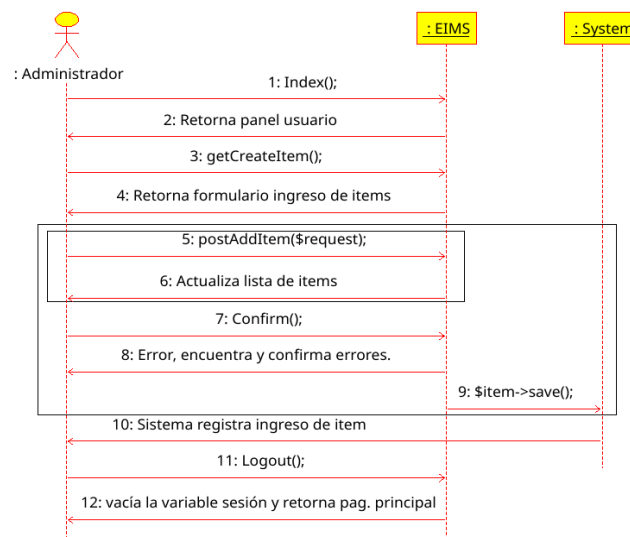 : EIMS
: System
: Administrador
1: Index();
2: Retorna panel usuario
3: getCreateItem();
4: Retorna formulario ingreso de items
5: postAddItem($request);
6: Actualiza lista de items
7: Confirm();
8: Error, encuentra y confirma errores.
9: $item->save();
10: Sistema registra ingreso de item
11: Logout();
12: vacía la variable sesión y retorna pag. principal